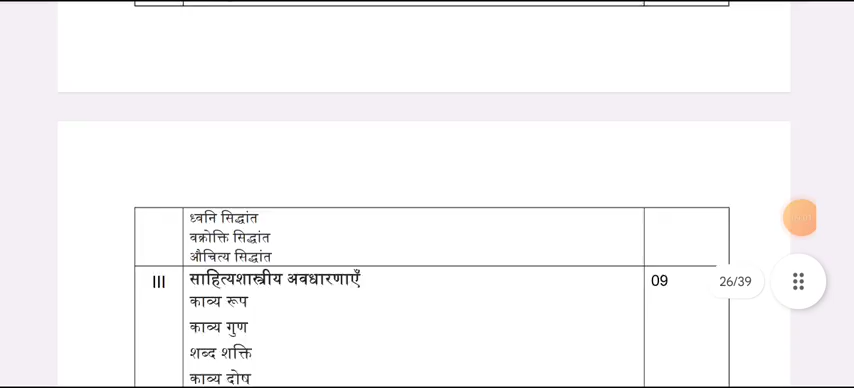 ध्वनि सिद्धांत
वक्रोक्ति सिद्धांत
औचित्य सिद्धांत
III साहित्यशास्त्रीय अवधारणाएँ 09
26/39
काव्य रूप
काव्य गुण
शब्द शक्ति
काव्य दोष